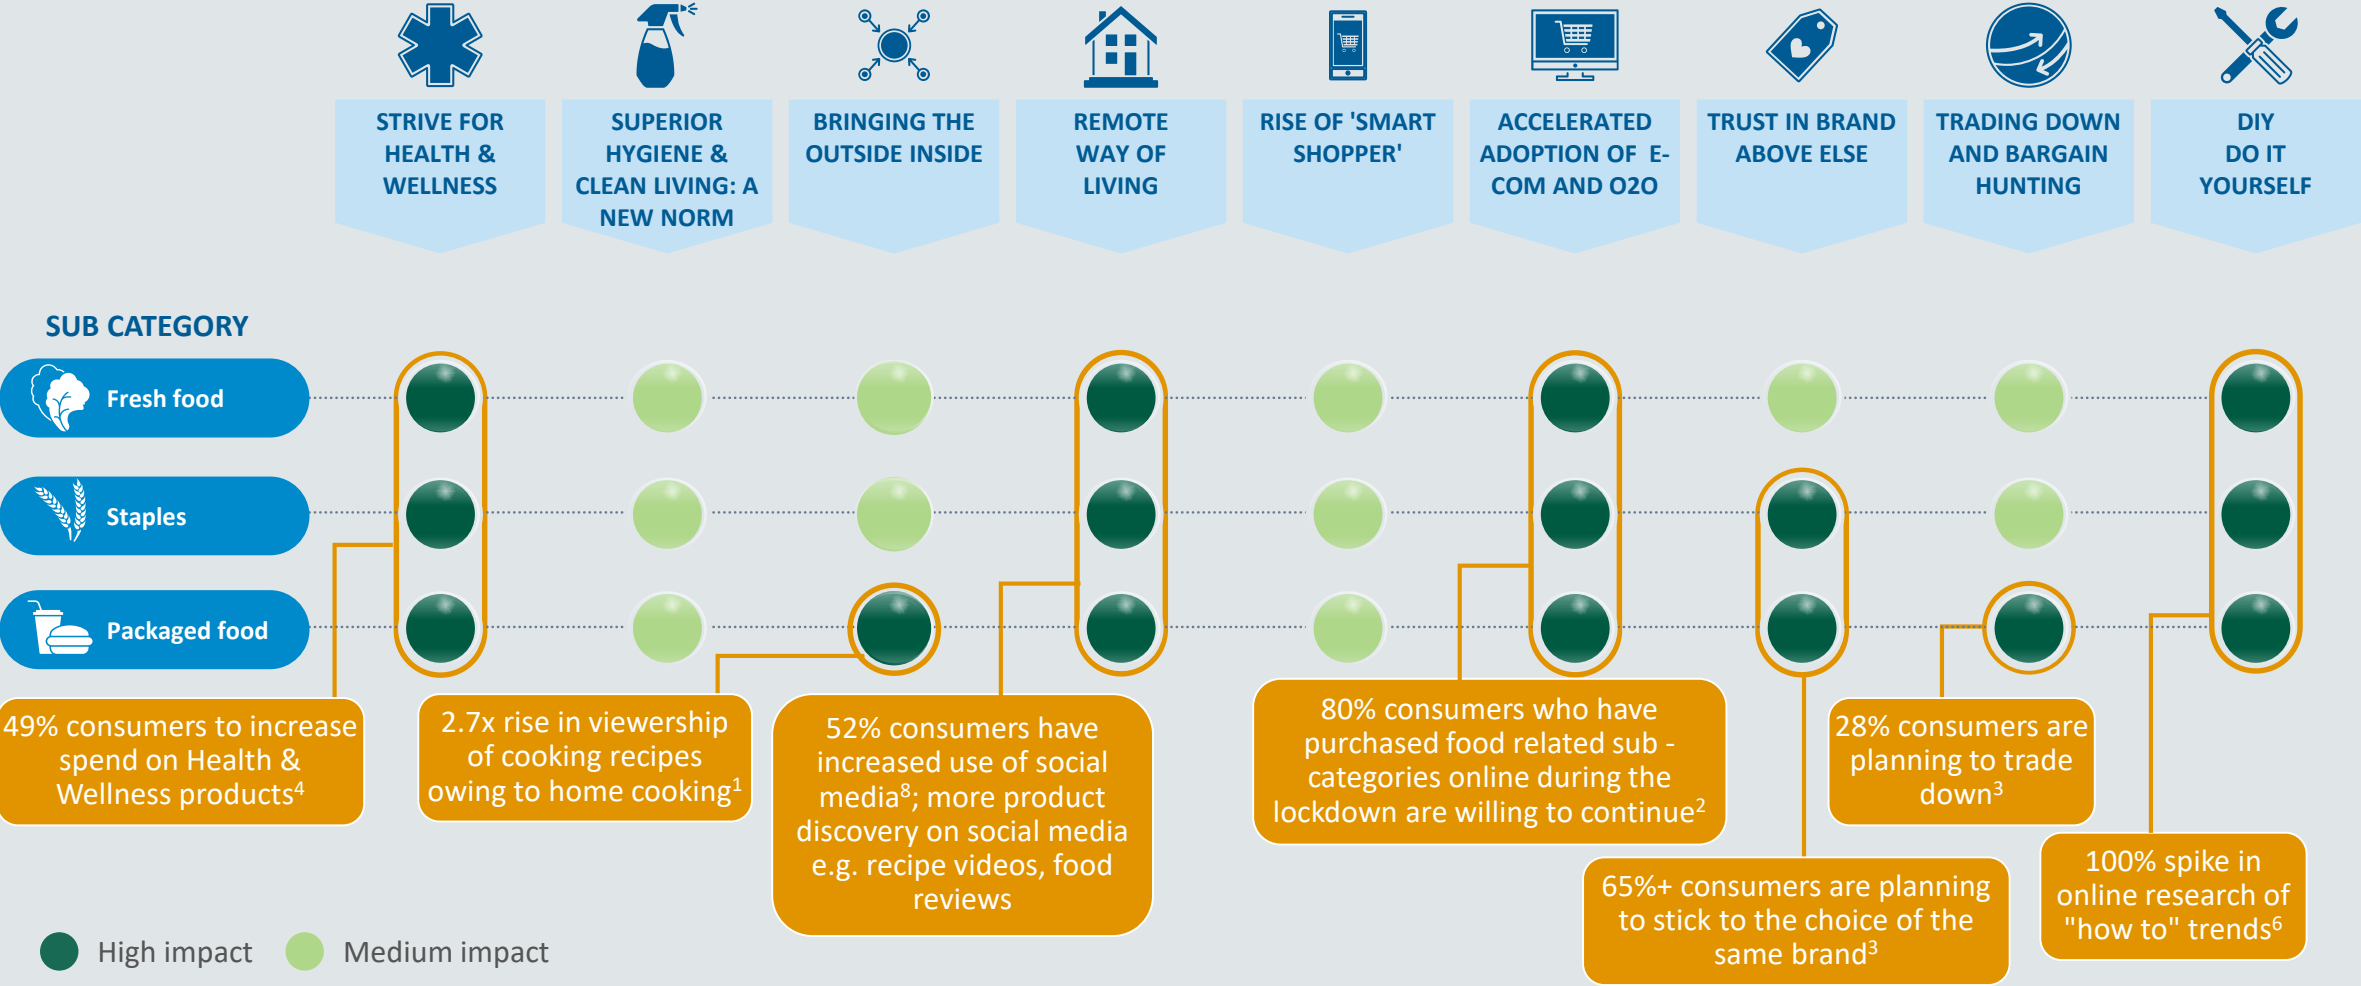 STRIVE FOR
HEALTH &
WELLNESS
SUPERIOR
HYGIENE &
CLEAN LIVING: A
NEW NORM
BRINGING THE
OUTSIDE INSIDE
REMOTE
WAY OF
LIVING
RISE OF 'SMART
SHOPPER'
ACCELERATED
ADOPTION OF E-
COM AND O2O
TRUST IN BRAND
ABOVE ELSE
TRADING DOWN
AND BARGAIN
HUNTING
DIY
DO IT
YOURSELF
SUB CATEGORY
Fresh food
Staples
Packaged food
49% consumers to increase
spend on Health &
Wellness products⁴
2.7x rise in viewership
of cooking recipes
owing to home cooking¹
52% consumers have
increased use of social
media⁸; more product
discovery on social media
e.g. recipe videos, food
reviews
80% consumers who have
purchased food related sub -
categories online during the
lockdown are willing to continue²
65%+ consumers are planning
to stick to the choice of the
same brand³
28% consumers are
planning to trade
down³
100% spike in
online research of
"how to" trends⁶
High impact
Medium impact